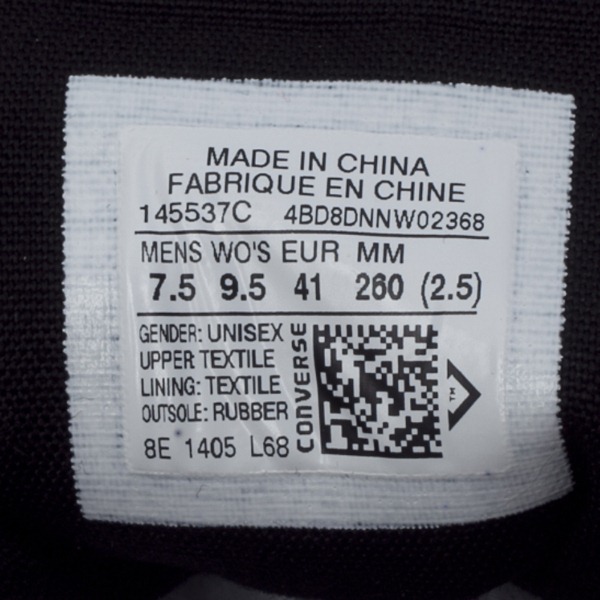 MADE IN CHINA
FABRIQUE EN CHINE
145537C 4BD8DNNW02368
MENS WO'S EUR MM
7.5 9.5 41 260 (2.5)
GENDER: UNISEX
UPPER: TEXTILE
LINING: TEXTILE
OUTSOLE: RUBBER
8E 1405 L68
CONVERSE
TM